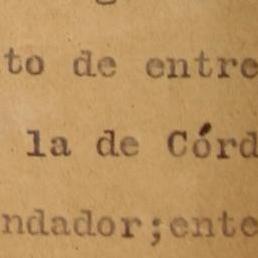 to de entre
la de Córd
ndador;ente